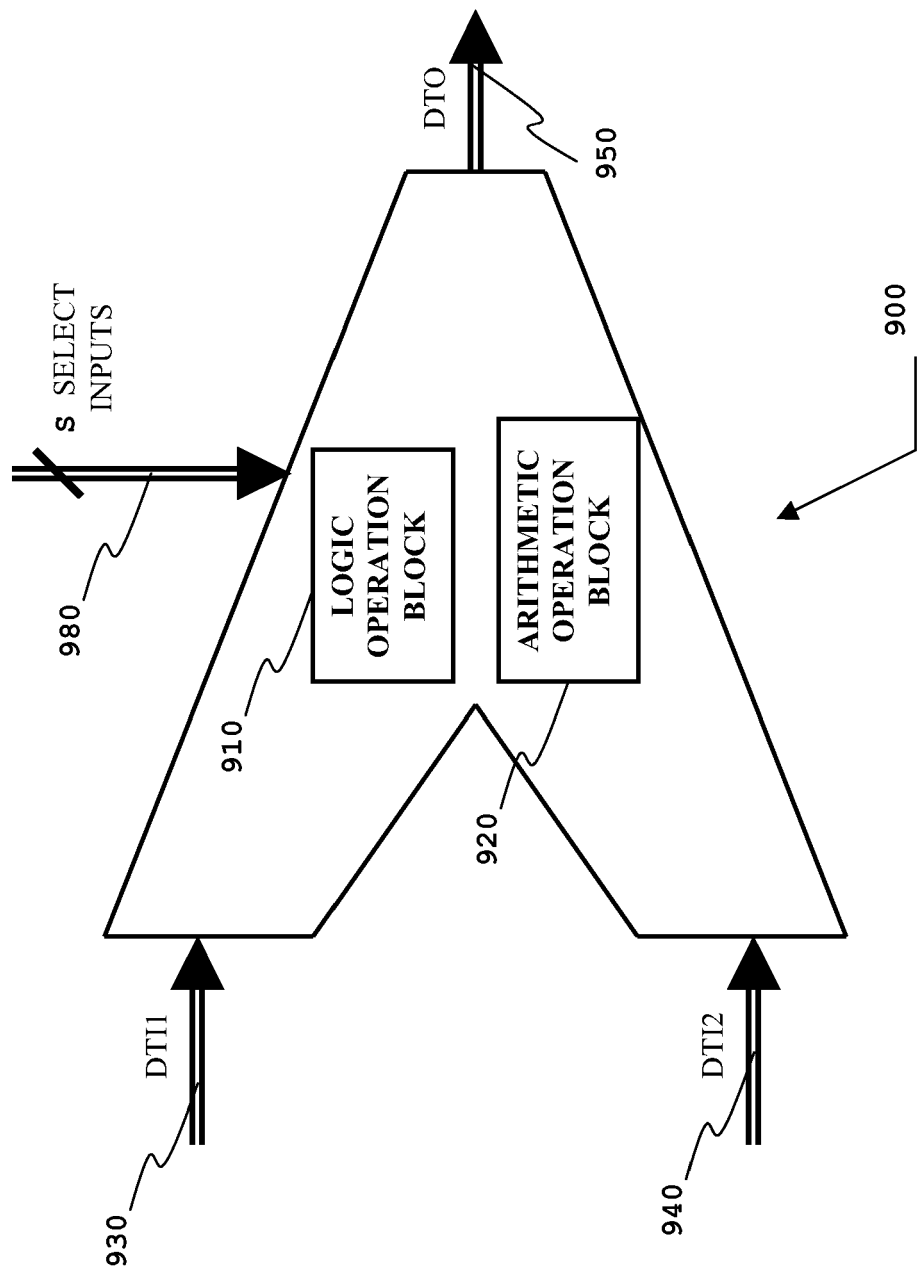 DTI1
930
DTI2
940
980
S SELECT
INPUTS
910
LOGIC
OPERATION
BLOCK
920
ARITHMETIC
OPERATION
BLOCK
DTO
950
900